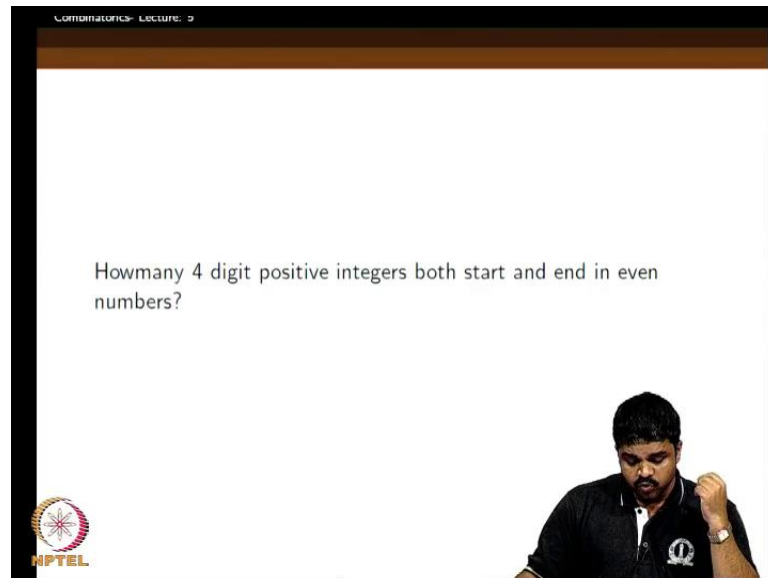 Combinatorics- Lecture: 5
Howmany 4 digit positive integers both start and end in even
numbers?
NPTEL